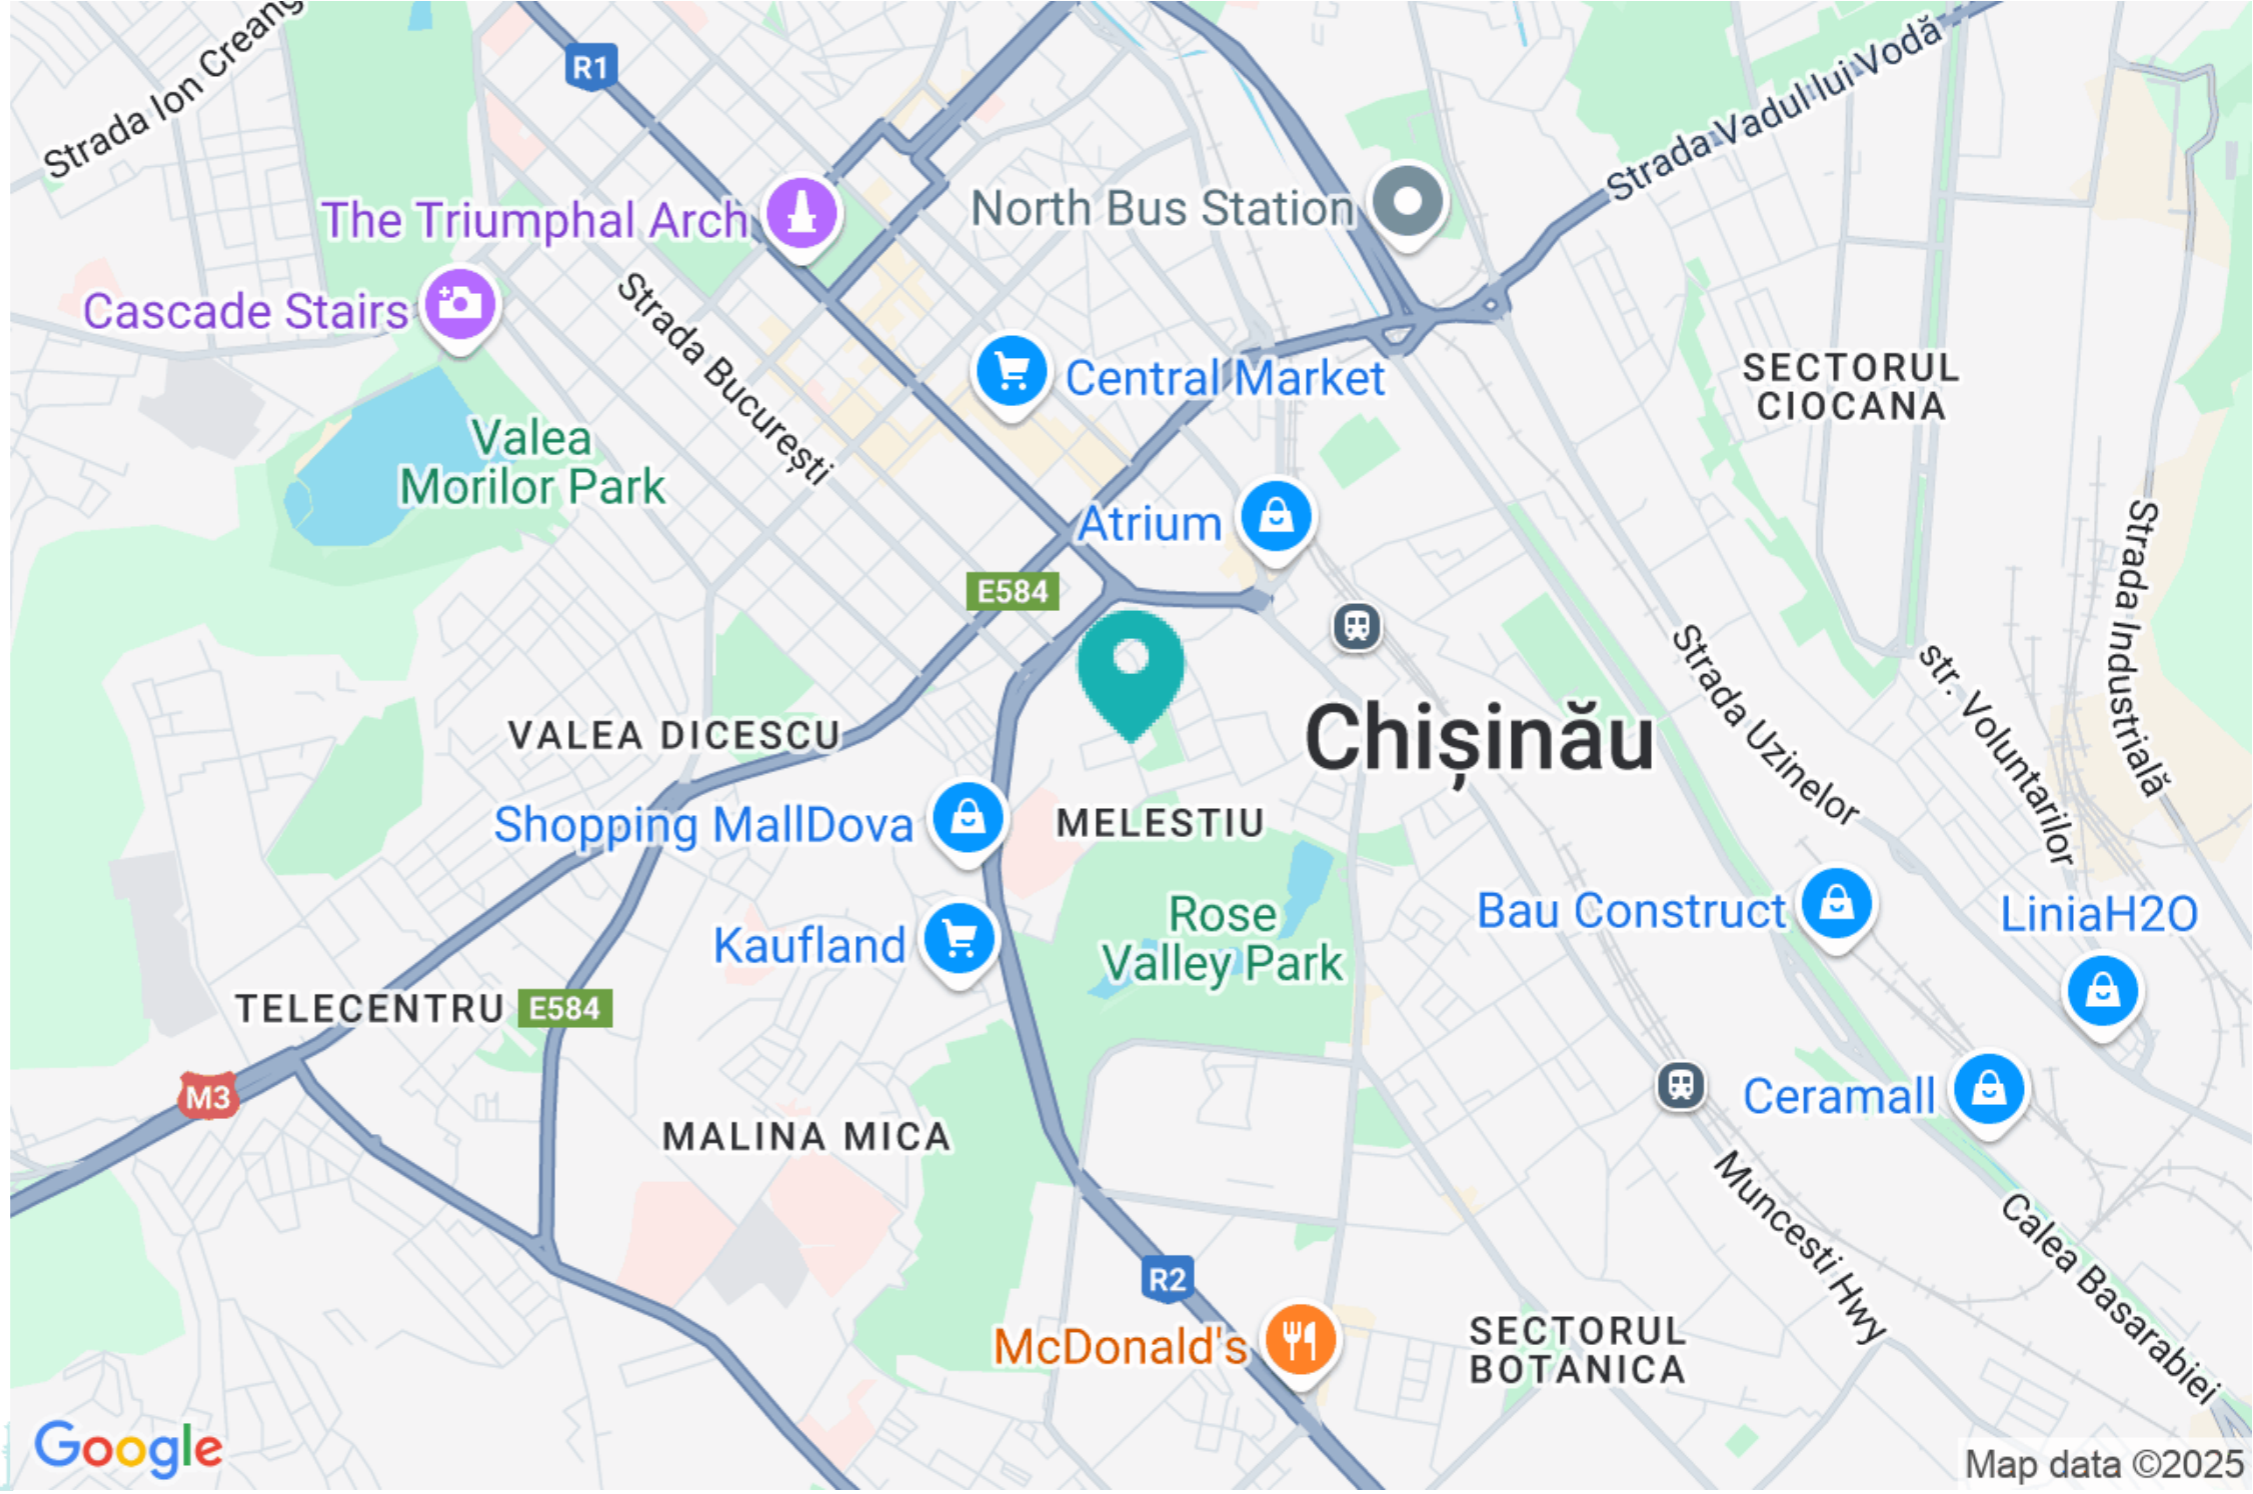 Strada Ion Creang
R1
Strada Vadul lui Vodă
The Triumphal Arch
North Bus Station
Cascade Stairs
Strada București
Central Market
SECTORUL
CIOCANA
Valea
Morilor Park
Atrium
E584
Strada Industrială
Strada Uzinelor
str. Voluntarilor
VALEA DICESCU
Chișinău
Shopping MallDova
MELESTIU
Rose
Valley Park
Bau Construct
LiniaH2O
Kaufland
TELECENTRU
E584
M3
Ceramall
MALINA MICA
Muncesti Hwy
Calea Basarabiei
R2
McDonald's
SECTORUL
BOTANICA
Google
Map data ©2025